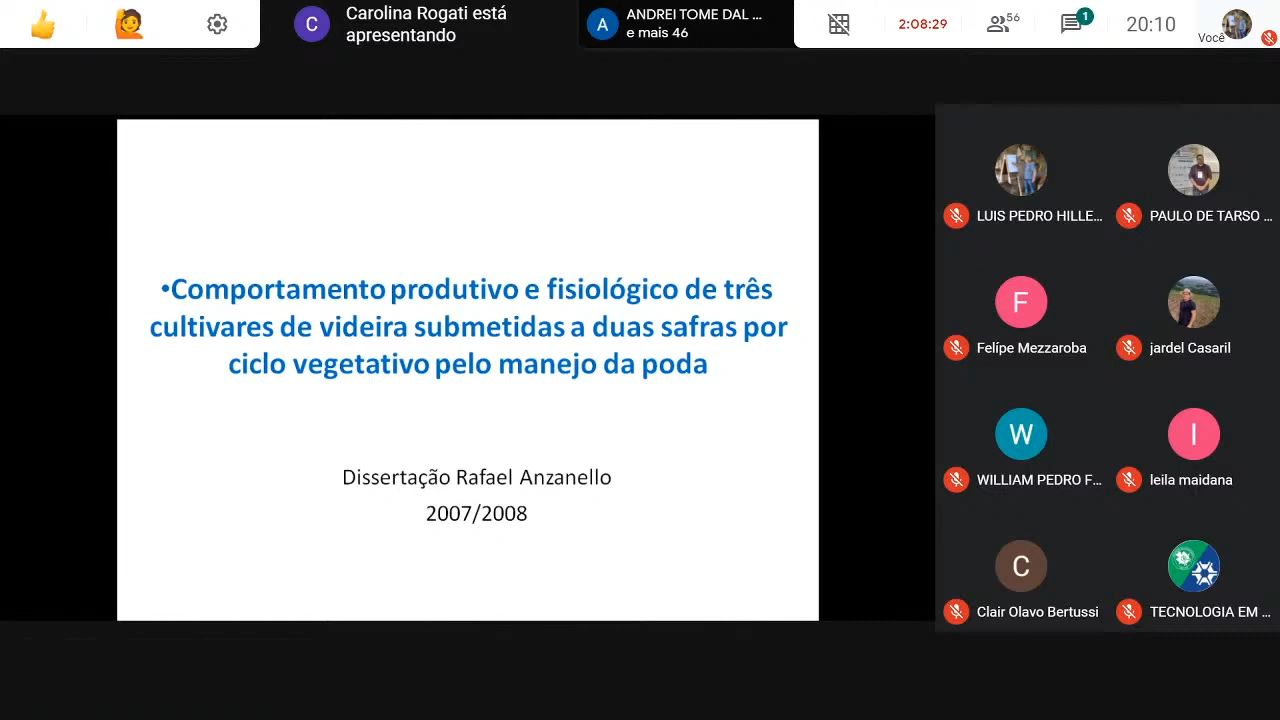 Carolina Rogati está
apresentando
A
ANDREI TOME DAL ...
e mais 46
2:08:29
56
1
20:10
Você
C
•Comportamento produtivo e fisiológico de três
cultivares de videira submetidas a duas safras por
ciclo vegetativo pelo manejo da poda
Dissertação Rafael Anzanello
2007/2008
LUIS PEDRO HILLE...
PAULO DE TARSO ...
F
Felípe Mezzaroba
jardel Casaril
W
I
WILLIAM PEDRO F...
leila maidana
C
Clair Olavo Bertussi
TECNOLOGIA EM ...